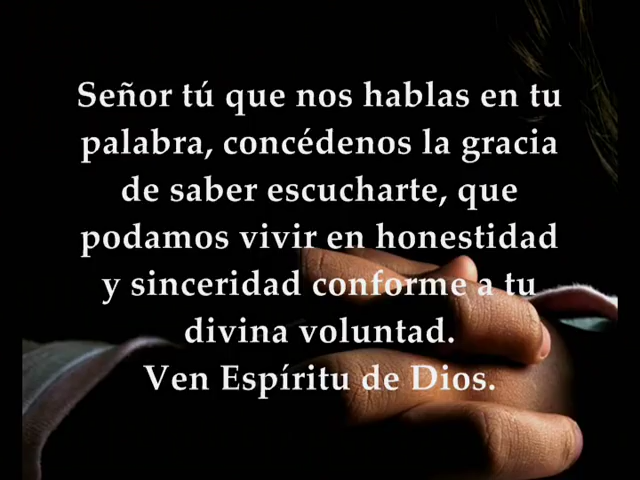 Señor tú que nos hablas en tu
palabra, concédenos la gracia
de saber escucharte, que
podamos vivir en honestidad
y sinceridad conforme a tu
divina voluntad.
Ven Espíritu de Dios.